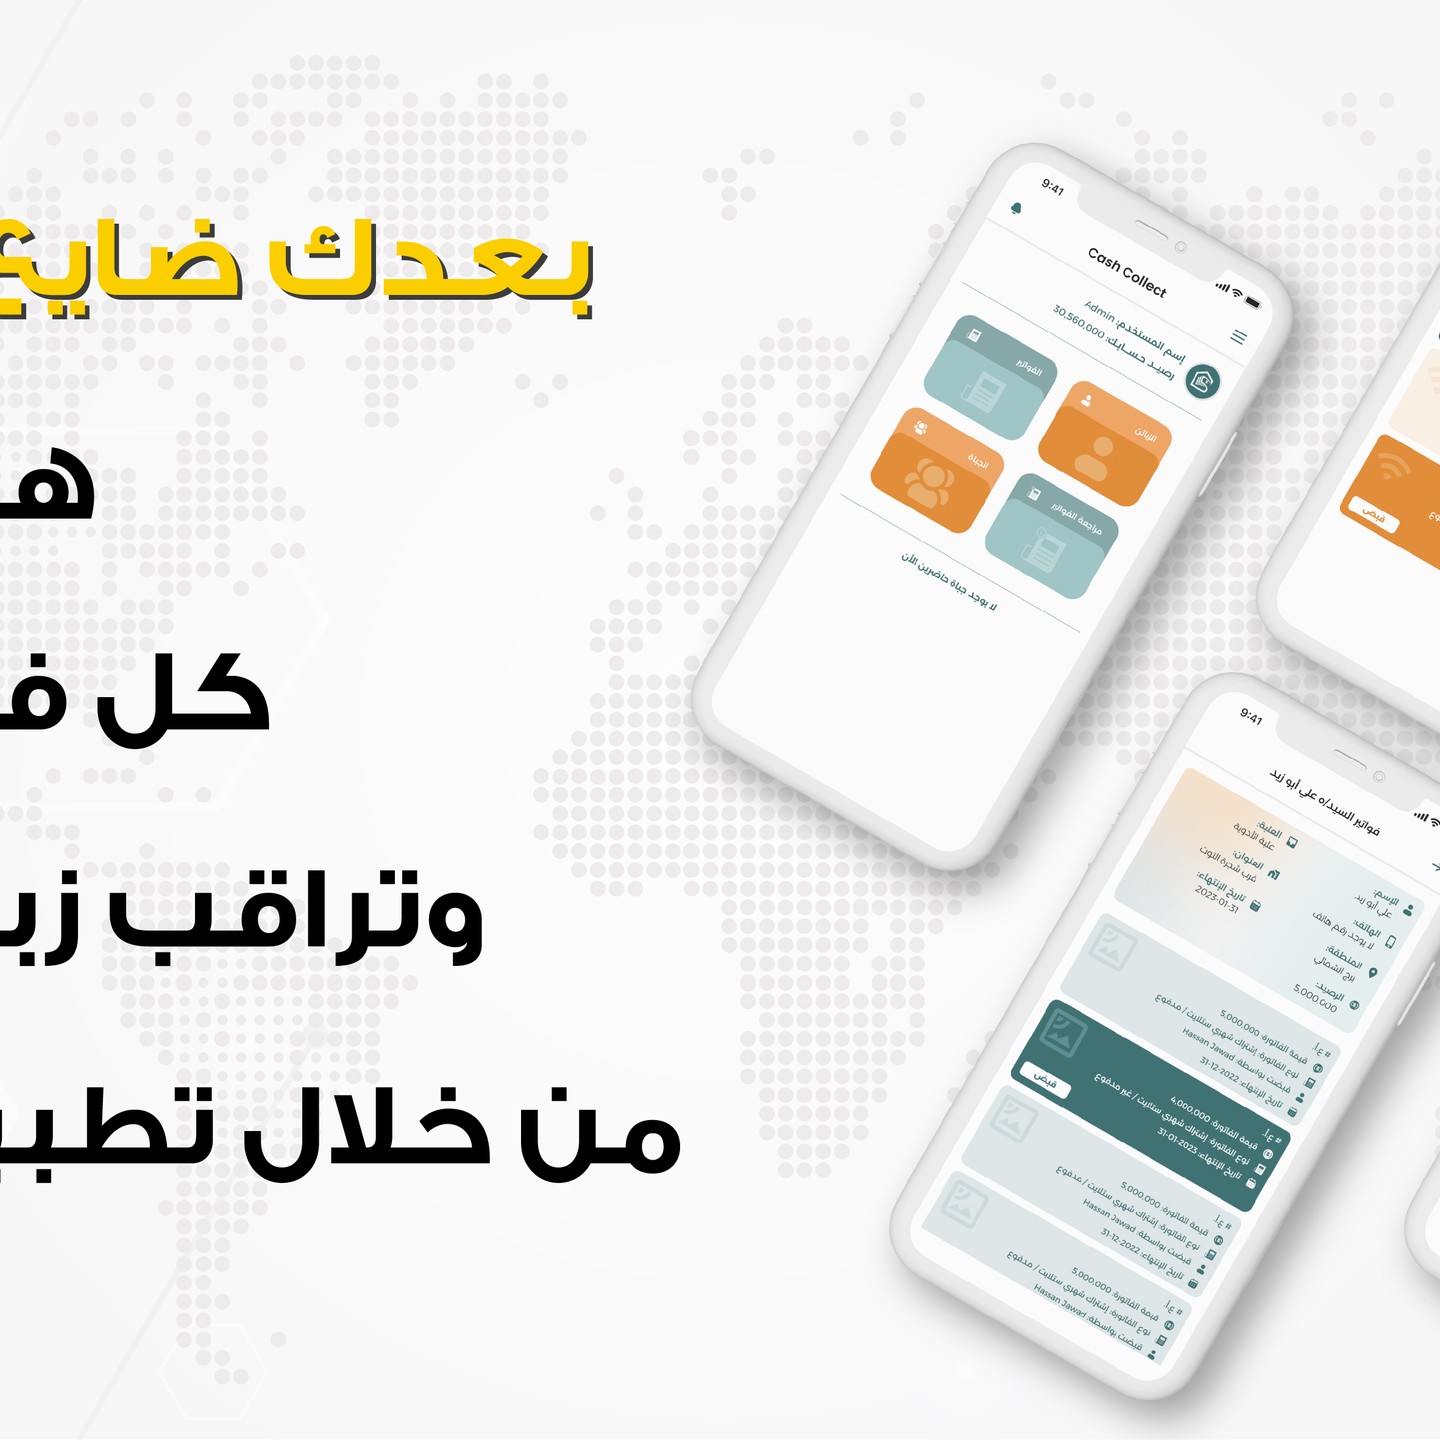 بعدك ضايع
كل
وتراقب
من خلال
9:41
Cash Collect
إسم المستخدم: Admin
رصيد حسابك: 30,560,000
الفواتير
الزبائن
الجباة
مراجعة الفواتير
لا يوجد جباة حاضرين الأن
قبض
9:41
فواتير السيد/ه علي أبو زيد
الإسم:
علي أبو زيد
الهاتف:
لا يوجد رقم هاتف
المنطقة:
برج الشمالي
الرصيد:
5,000,000
العلبة:
علبة الأدوية
العنوان:
غرب شجرة التوت
تاريخ الإنتهاء:
2023-01-31
# ع.أ.
قيمة الفاتورة: 5,000,000
نوع الفاتورة: إشتراك شهري ستلايت / مدفوع
قبضت بواسطة: Hassan Jawad
تاريخ الإنتهاء: 2022-12-31
# ع.أ.
قيمة الفاتورة: 4,000,000
نوع الفاتورة: إشتراك شهري ستلايت / غير مدفوع
تاريخ الإنتهاء: 2023-01-31
قبض
# ع.أ.
قيمة الفاتورة: 5,000,000
نوع الفاتورة: إشتراك شهري ستلايت / مدفوع
قبضت بواسطة: Hassan Jawad
تاريخ الإنتهاء: 2022-12-31
# ع.أ.
قيمة الفاتورة: 5,000,000
نوع الفاتورة: إشتراك شهري ستلايت / مدفوع
قبضت بواسطة: Hassan Jawad